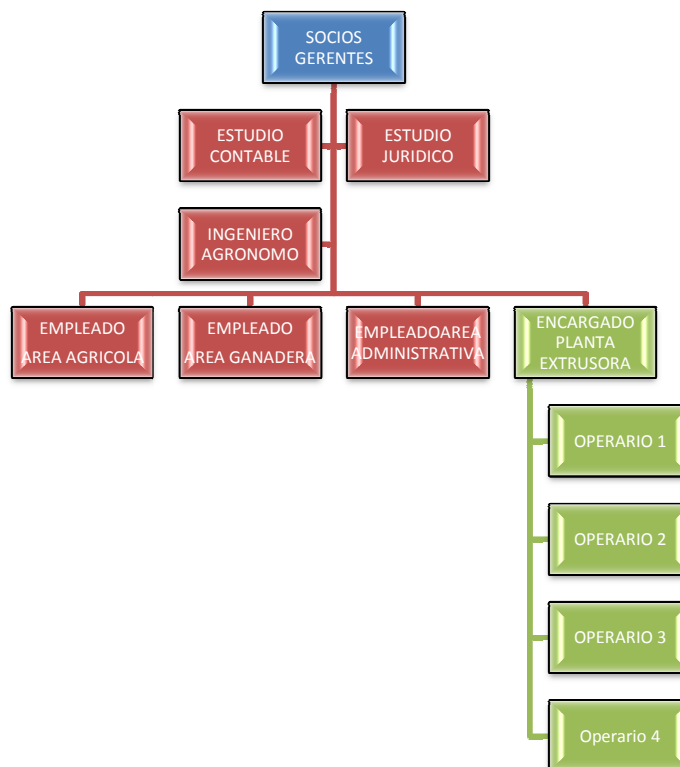 SOCIOS
GERENTES
ESTUDIO
CONTABLE
ESTUDIO
JURIDICO
INGENIERO
AGRONOMO
EMPLEADO
AREA AGRICOLA
EMPLEADO
AREA GANADERA
EMPLEADOAREA
ADMINISTRATIVA
ENCARGADO
PLANTA
EXTRUSORA
OPERARIO 1
OPERARIO 2
OPERARIO 3
Operario 4